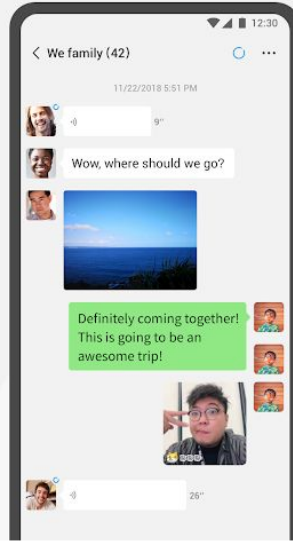 12:30
We family (42)
11/22/2018 5:51 PM
9"
Wow, where should we go?
Definitely coming together!
This is going to be an
awesome trip!
26"